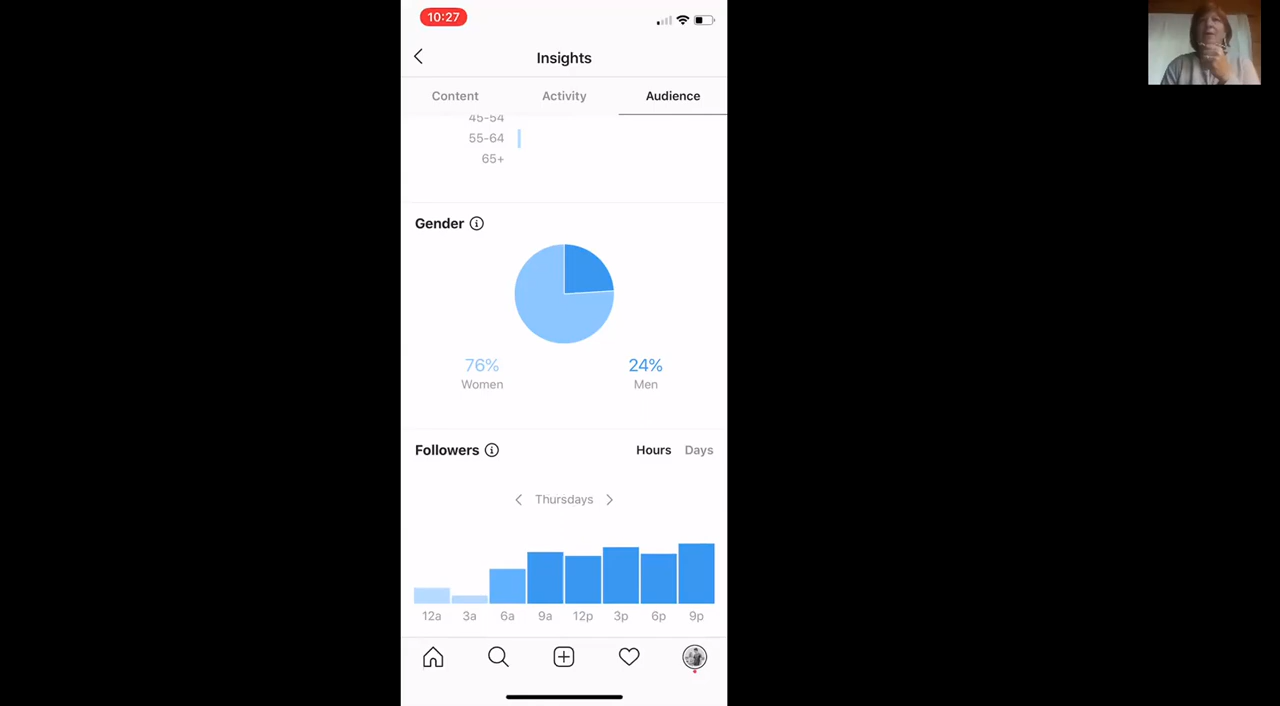 10:27
Insights
Content Activity Audience
45-54
55-64
65+
Gender
76% 24%
Women Men
Followers Hours Days
Thursdays
12a 3a 6a 9a 12p 3p 6p 9p